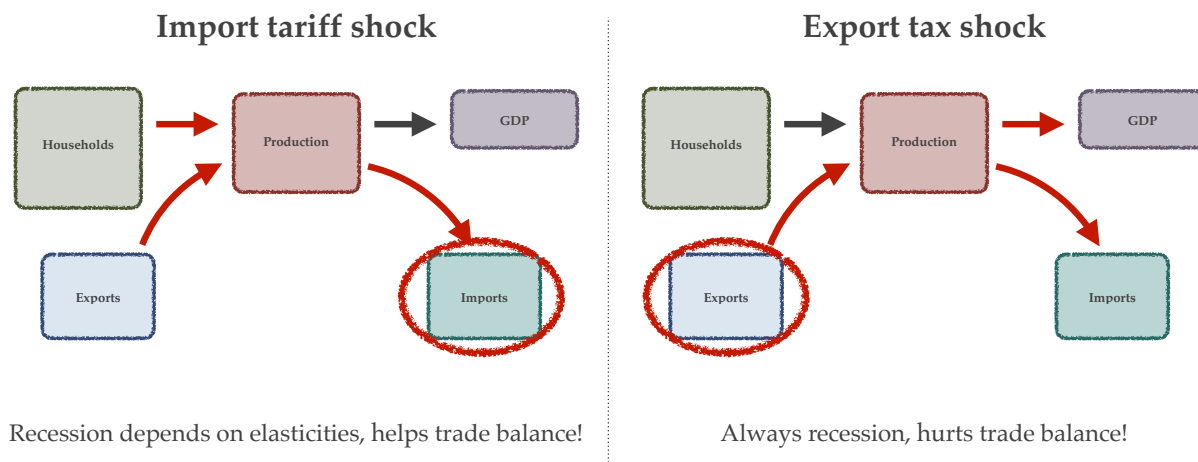 Import tariff shock
Households
Production
GDP
Exports
Imports
Recession depends on elasticities, helps trade balance!
Export tax shock
Households
Production
GDP
Exports
Imports
Always recession, hurts trade balance!